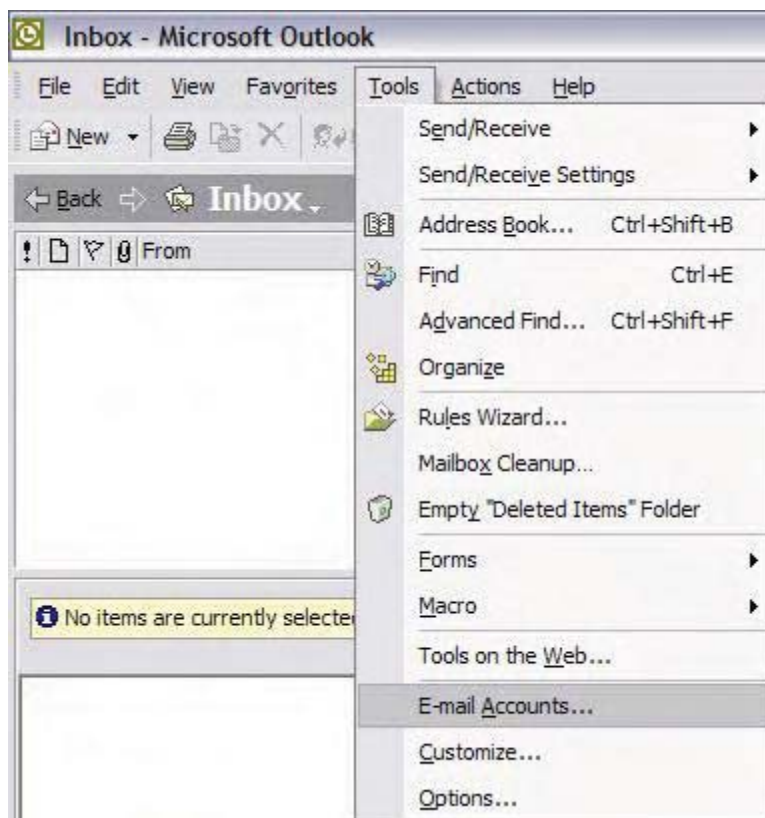 Inbox - Microsoft Outlook
File Edit View Favorites Tools Actions Help
New
Back Inbox
! From
Send/Receive
Send/Receive Settings
Address Book... Ctrl+Shift+B
Find Ctrl+E
Advanced Find... Ctrl+Shift+F
Organize
Rules Wizard...
Mailbox Cleanup...
Empty "Deleted Items" Folder
Forms
Macro
Tools on the Web...
E-mail Accounts...
Customize...
Options...
No items are currently selecte